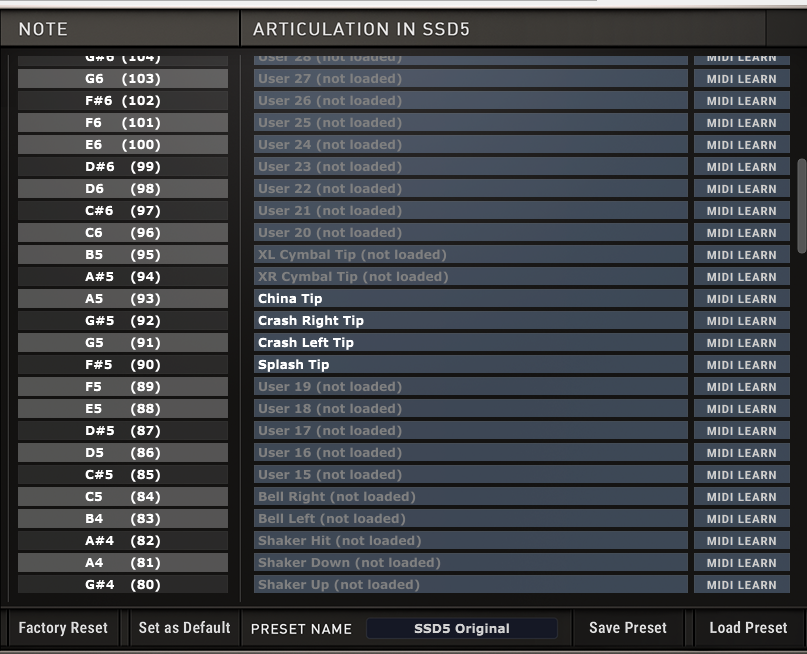 NOTE ARTICULATION IN SSD5
G#6 (104) User 28 (not loaded) MIDI LEARN
G6 (103) User 27 (not loaded) MIDI LEARN
F#6 (102) User 26 (not loaded) MIDI LEARN
F6 (101) User 25 (not loaded) MIDI LEARN
E6 (100) User 24 (not loaded) MIDI LEARN
D#6 (99) User 23 (not loaded) MIDI LEARN
D6 (98) User 22 (not loaded) MIDI LEARN
C#6 (97) User 21 (not loaded) MIDI LEARN
C6 (96) User 20 (not loaded) MIDI LEARN
B5 (95) XL Cymbal Tip (not loaded) MIDI LEARN
A#5 (94) XR Cymbal Tip (not loaded) MIDI LEARN
A5 (93) China Tip MIDI LEARN
G#5 (92) Crash Right Tip MIDI LEARN
G5 (91) Crash Left Tip MIDI LEARN
F#5 (90) Splash Tip MIDI LEARN
F5 (89) User 19 (not loaded) MIDI LEARN
E5 (88) User 18 (not loaded) MIDI LEARN
D#5 (87) User 17 (not loaded) MIDI LEARN
D5 (86) User 16 (not loaded) MIDI LEARN
C#5 (85) User 15 (not loaded) MIDI LEARN
C5 (84) Bell Right (not loaded) MIDI LEARN
B4 (83) Bell Left (not loaded) MIDI LEARN
A#4 (82) Shaker Hit (not loaded) MIDI LEARN
A4 (81) Shaker Down (not loaded) MIDI LEARN
G#4 (80) Shaker Up (not loaded) MIDI LEARN
Factory Reset Set as Default PRESET NAME SSD5 Original Save Preset Load Preset